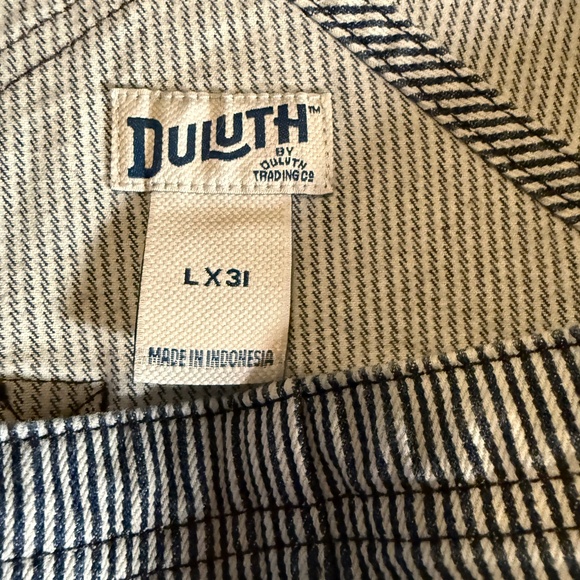 DULUTH™
BY
DULUTH
TRADING Cº
L X 31
MADE IN INDONESIA